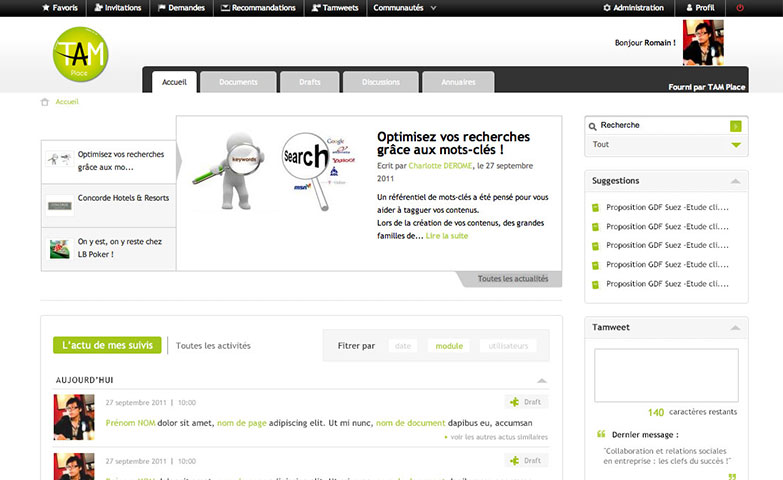 Favoris Invitations Demandes Recommandations Tamweets Communautés Administration Profil
TAM
Place
Bonjour Romain !
Accueil Documents Drafts Discussions Annuaires
Fourni par TAM Place
Accueil
Optimisez vos recherches
grâce aux mo...
Concorde Hotels & Resorts
On y est, on y reste chez
LB Poker !
keywords
Search
Google
YAHOO!
msn
Optimisez vos recherches
grâce aux mots-clés !
Ecrit par Charlotte DEROME, le 27 septembre
2011
Un référentiel de mots-clés a été pensé pour vous
aider à tagguer vos contenus.
Lors de la création de vos contenus, des grandes
familles de... Lire la suite
Toutes les actualités
Recherche
Tout
Suggestions
Proposition GDF Suez -Etude cli....
Proposition GDF Suez -Etude cli....
Proposition GDF Suez -Etude cli....
Proposition GDF Suez -Etude cli....
Proposition GDF Suez -Etude cli....
L'actu de mes suivis Toutes les activités
Fitrer par date module utilisateurs
AUJOURD'HUI
27 septembre 2011 | 10:00 Draft
Prénom NOM dolor sit amet, nom de page adipiscing elit. Ut mi nunc, nom de document dapibus eu, accumsan
+ voir les autres actus similaires
27 septembre 2011 | 10:00 Draft
Tamweet
140 caractères restants
Dernier message :
"Collaboration et relations sociales
en entreprise : les clefs du succès !"